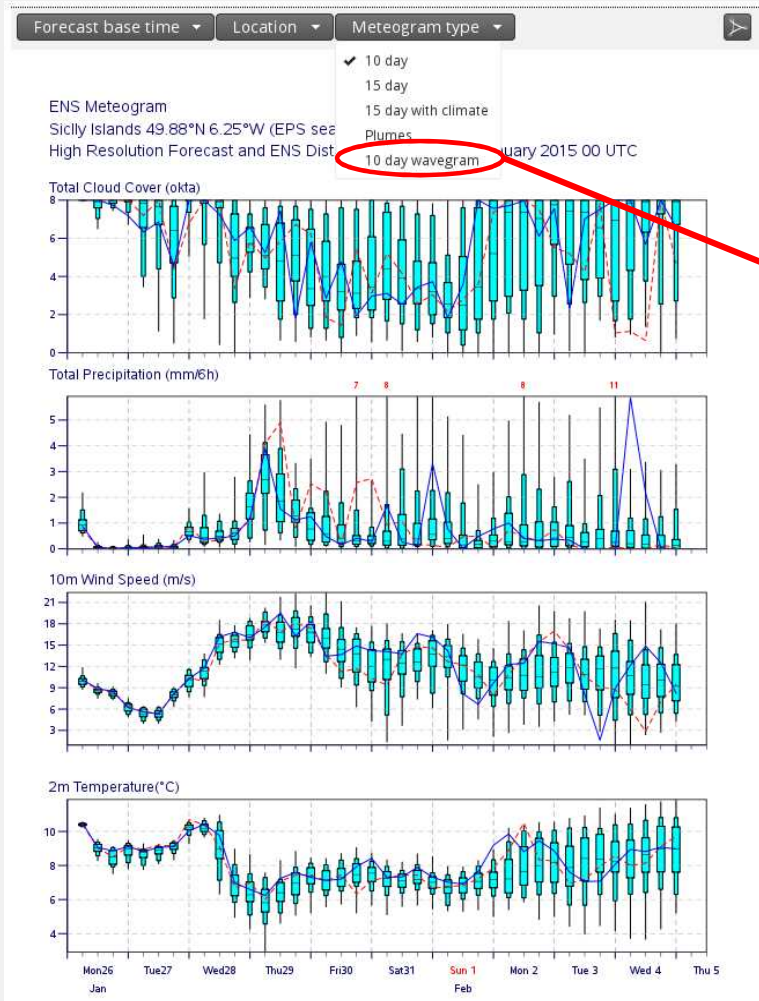 Forecast base time Location Meteogram type
10 day
15 day
15 day with climate
Plumes
10 day wavegram
ENS Meteogram
Sicily Islands 49.88°N 6.25°W (EPS sea
High Resolution Forecast and ENS Dist uary 2015 00 UTC
Total Cloud Cover (okta)
8
6
4
2
0
Total Precipitation (mm/6h)
7 8 8 11
5
4
3
2
1
0
10m Wind Speed (m/s)
21
18
15
12
9
6
3
2m Temperature(°C)
10
8
6
4
Mon26 Tue27 Wed28 Thu29 Fri30 Sat31 Sun 1 Mon 2 Tue 3 Wed 4 Thu 5
Jan Feb